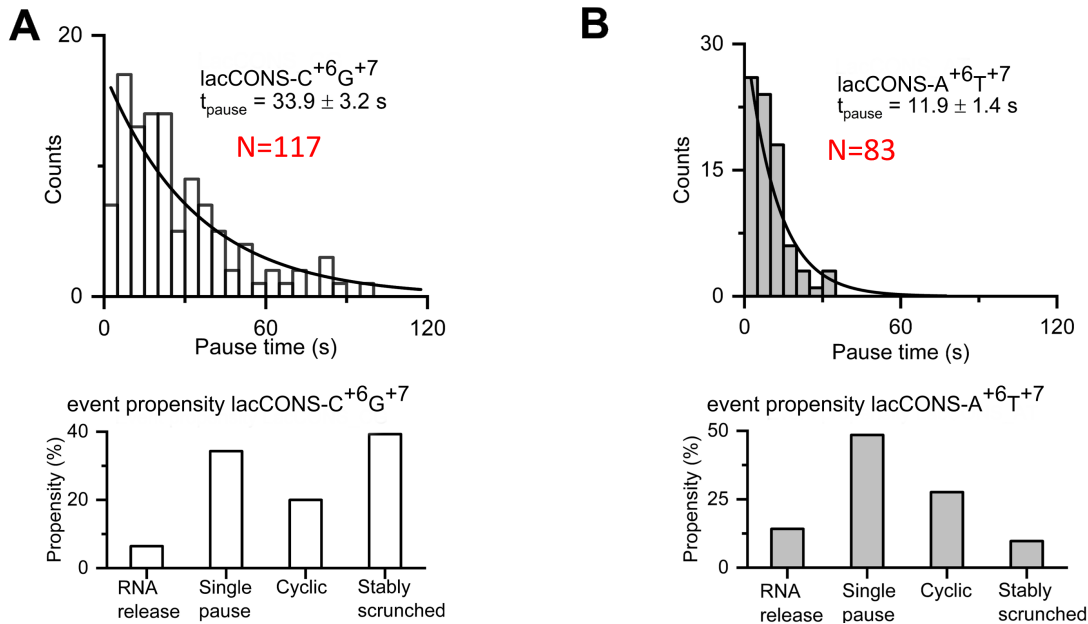 A
20
Counts
0
lacCONS-C+6G+7
tpause = 33.9 ± 3.2 s
N=117
0
60
120
Pause time (s)
event propensity lacCONS-C+6G+7
40
20
0
Propensity (%)
RNA release
Single pause
Cyclic
Stably scrunched
B
30
15
0
Counts
lacCONS-A+6T+7
tpause = 11.9 ± 1.4 s
N=83
0
60
120
Pause time (s)
event propensity lacCONS-A+6T+7
50
25
0
Propensity (%)
RNA release
Single pause
Cyclic
Stably scrunched